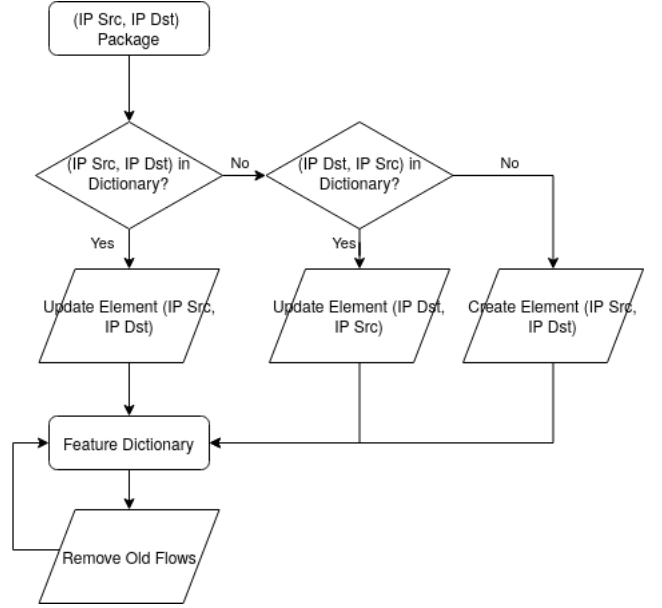 (IP Src, IP Dst)
Package
(IP Src, IP Dst) in
Dictionary?
No
(IP Dst, IP Src) in
Dictionary?
No
Yes
Yes
Update Element (IP Src,
IP Dst)
Update Element (IP Dst,
IP Src)
Create Element (IP Src,
IP Dst)
Feature Dictionary
Remove Old Flows